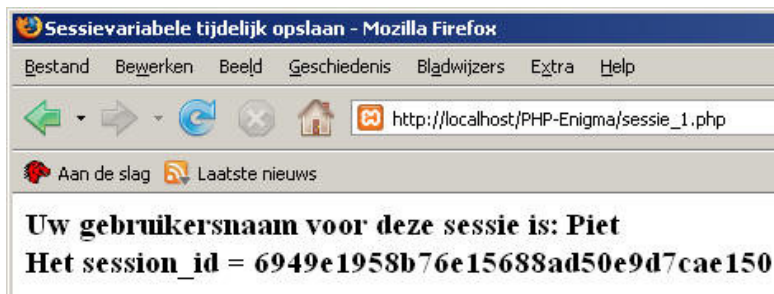 Sessievariabele tijdelijk opslaan - Mozilla Firefox
Bestand Bewerken Beeld Geschiedenis Bladwijzers Extra Help
http://localhost/PHP-Enigma/sessie_1.php
Aan de slag Laatste nieuws
Uw gebruikersnaam voor deze sessie is: Piet
Het session_id = 6949e1958b76e15688ad50e9d7cae150